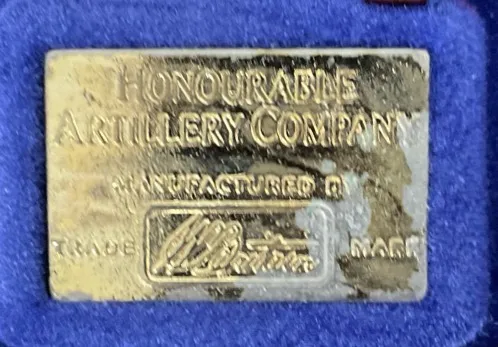 HONOURABLE
ARTILLERY COMPANY
MANUFACTURED
TRADE MARK